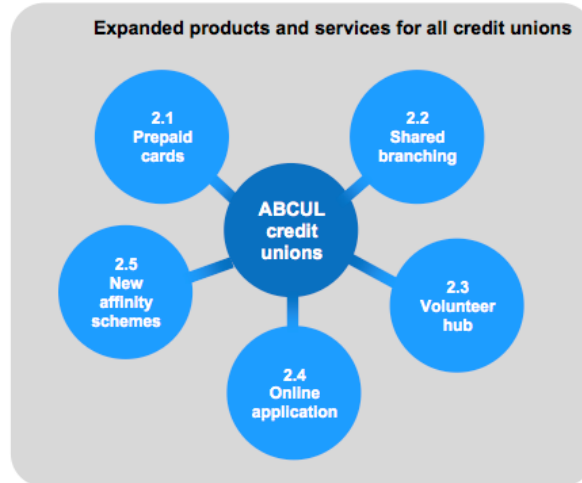 Expanded products and services for all credit unions
2.1
Prepaid
cards
2.2
Shared
branching
ABCUL
credit
unions
2.5
New
affinity
schemes
2.3
Volunteer
hub
2.4
Online
application